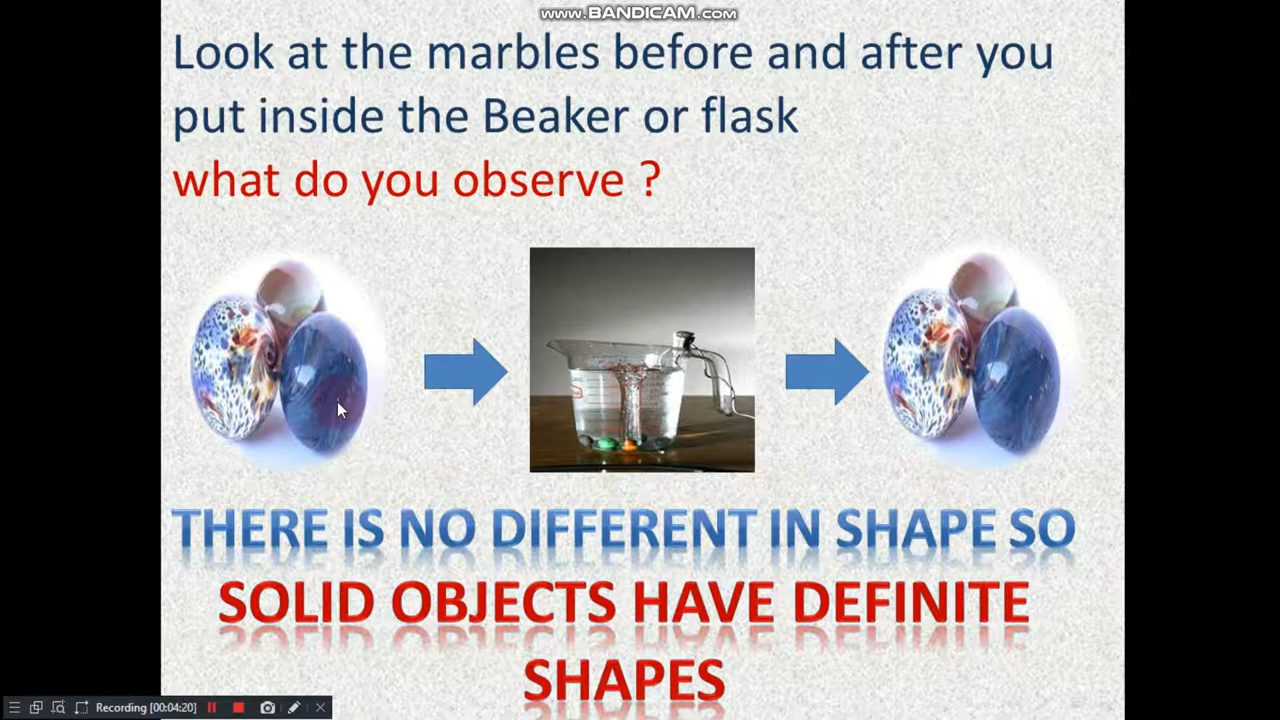 www.BANDICAM.com
Look at the marbles before and after you
put inside the Beaker or flask
what do you observe ?
THERE IS NO DIFFERENT IN SHAPE SO
SOLID OBJECTS HAVE DEFINITE
SHAPES
Recording [00:04:20]